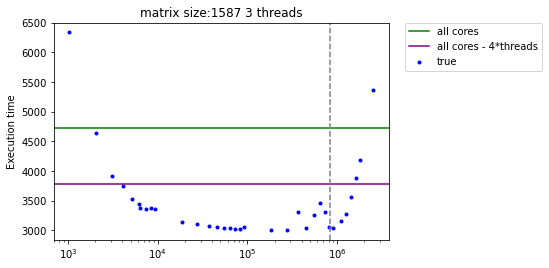 matrix size:1587 3 threads
6500
6000
5500
5000
4500
4000
3500
3000
Execution time
10³
10⁴
10⁵
10⁶
all cores
all cores - 4*threads
true